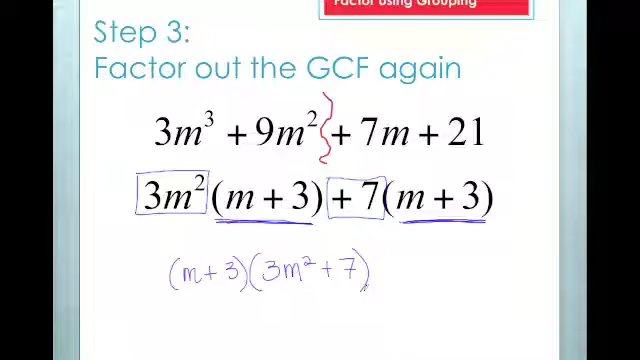 Factor using Grouping
Step 3:
Factor out the GCF again
3m³ + 9m² + 7m + 21
3m²(m + 3) + 7(m + 3)
(m + 3)(3m² + 7)